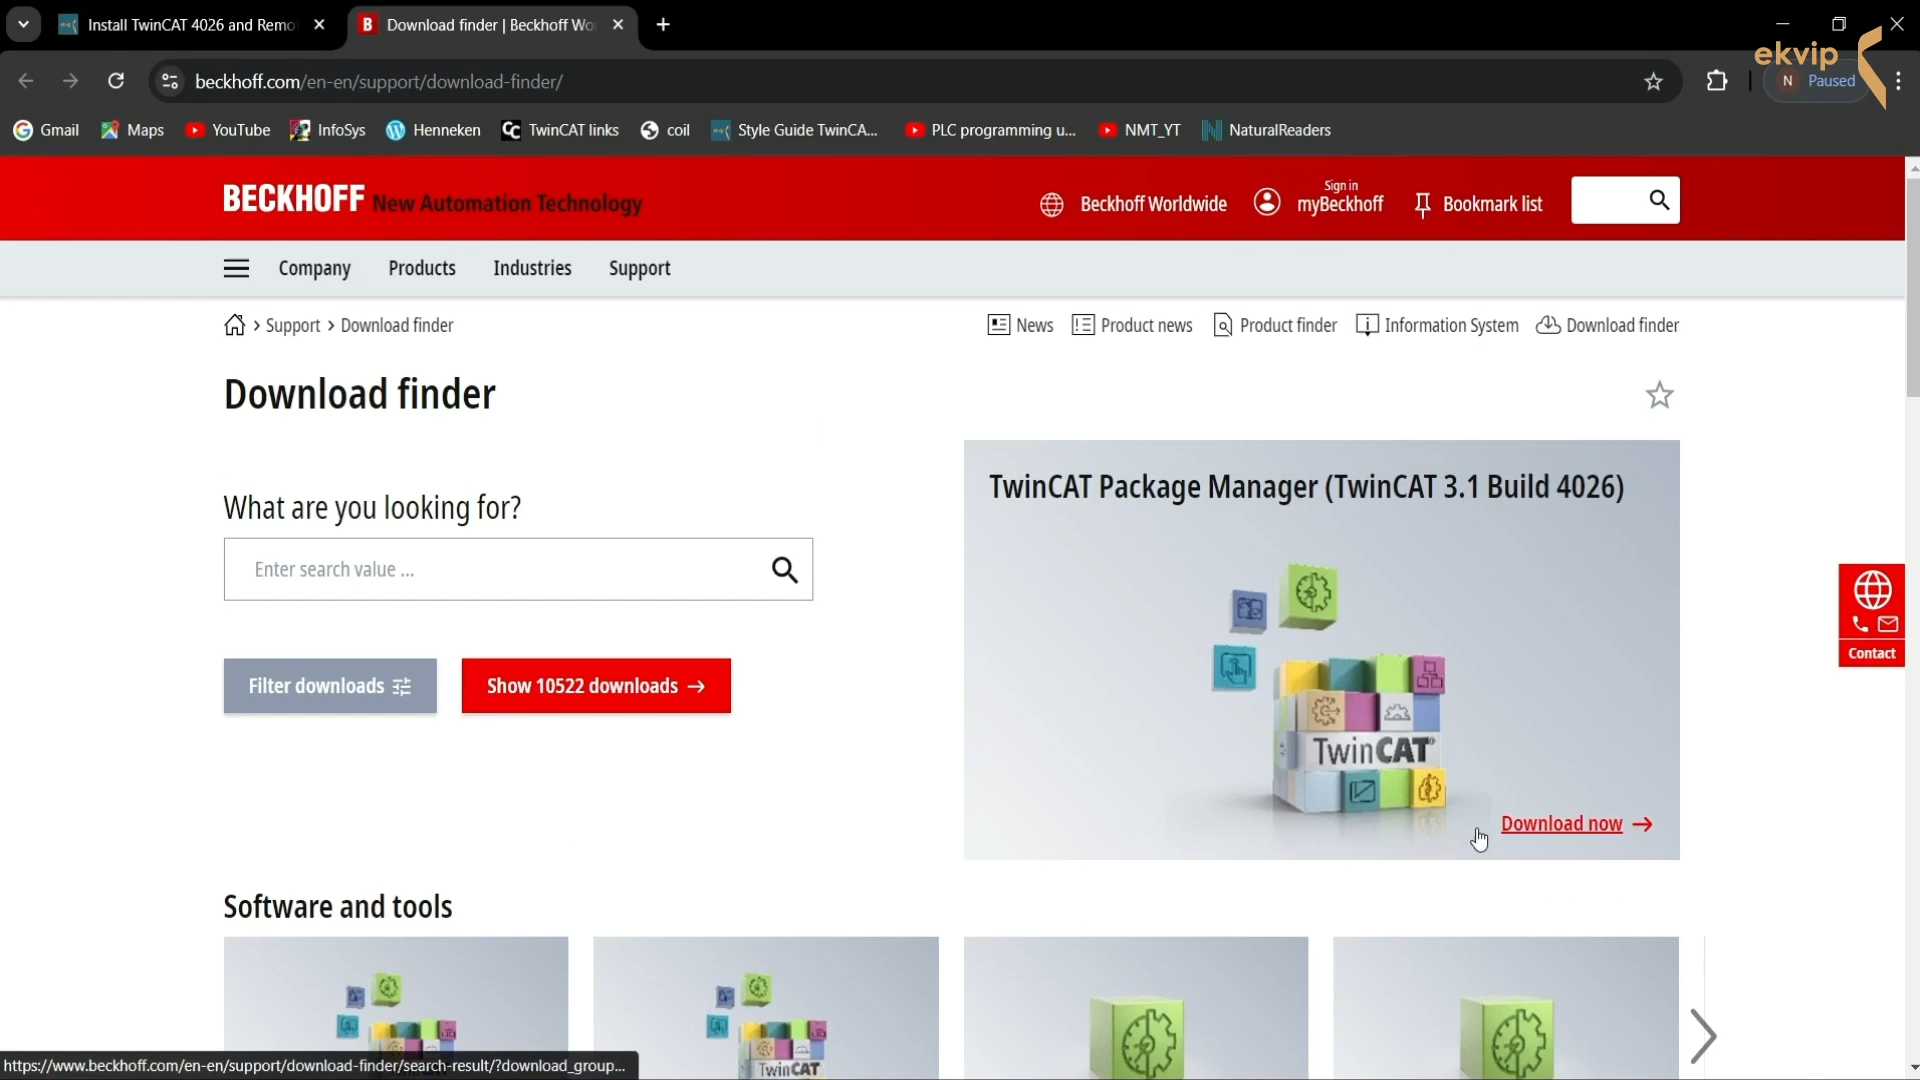 Install TwinCAT 4026 and Remo
Download finder | Beckhoff Wo
ekvip
beckhoff.com/en-en/support/download-finder/
N Paused
Gmail
Maps
YouTube
InfoSys
Henneken
TwinCAT links
coil
Style Guide TwinCA...
PLC programming u...
NMT_YT
NaturalReaders
BECKHOFF New Automation Technology
Beckhoff Worldwide
Sign in
myBeckhoff
Bookmark list
Company
Products
Industries
Support
Support > Download finder
News
Product news
Product finder
Information System
Download finder
Download finder
TwinCAT Package Manager (TwinCAT 3.1 Build 4026)
What are you looking for?
Enter search value ...
Filter downloads
Show 10522 downloads →
TwinCAT®
Contact
Download now →
Software and tools
TwinCAT
https://www.beckhoff.com/en-en/support/download-finder/search-result/?download_group...